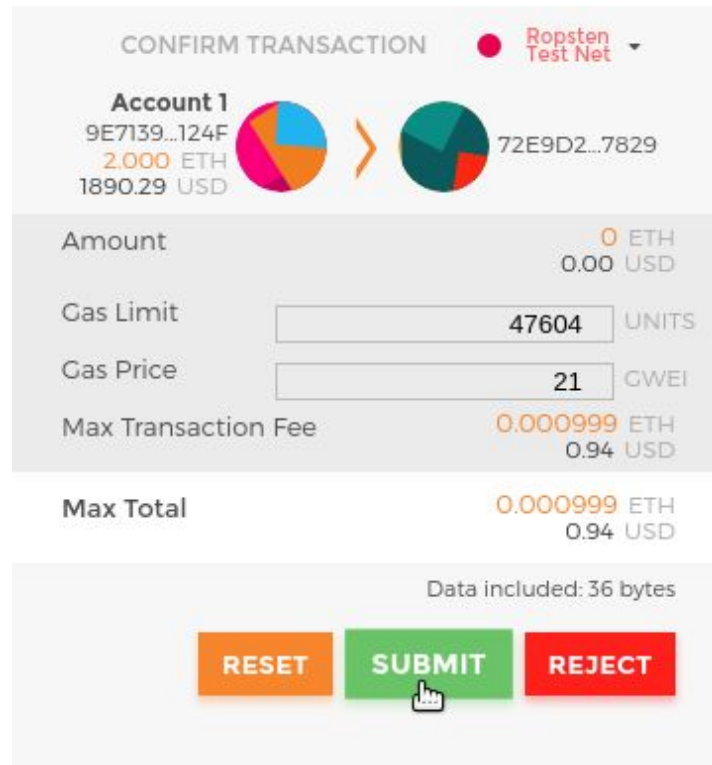 CONFIRM TRANSACTION
Ropsten
Test Net
Account 1
9E7139...124F
2.000 ETH
1890.29 USD
72E9D2...7829
Amount
0 ETH
0.00 USD
Gas Limit
47604 UNITS
Gas Price
21 GWEI
Max Transaction Fee
0.000999 ETH
0.94 USD
Max Total
0.000999 ETH
0.94 USD
Data included: 36 bytes
RESET
SUBMIT
REJECT